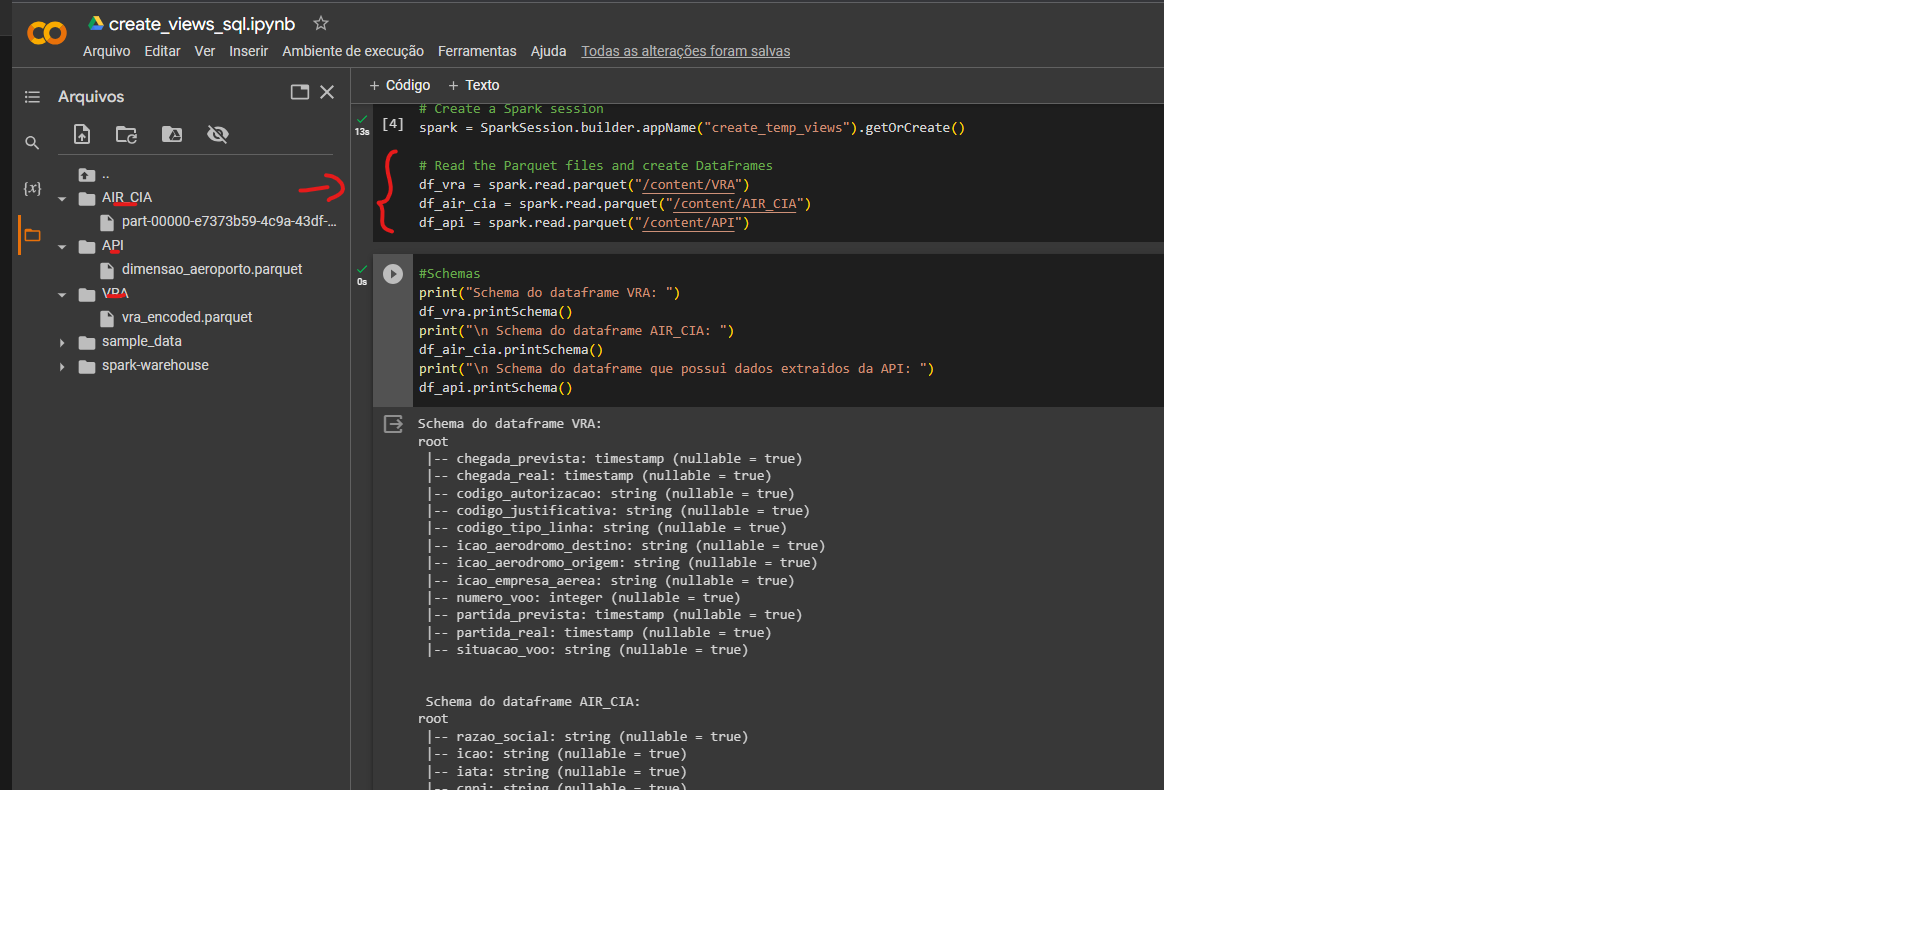 create_views_sql.ipynb
Arquivo Editar Ver Inserir Ambiente de execução Ferramentas Ajuda Todas as alterações foram salvas
Arquivos
..
AIR_CIA
part-00000-e7373b59-4c9a-43df-...
API
dimensao_aeroporto.parquet
VRA
vra_encoded.parquet
sample_data
spark-warehouse
{x}
+ Código + Texto
13s
[4]
# Create a Spark session
spark = SparkSession.builder.appName("create_temp_views").getOrCreate()
# Read the Parquet files and create DataFrames
df_vra = spark.read.parquet("/content/VRA")
df_air_cia = spark.read.parquet("/content/AIR_CIA")
df_api = spark.read.parquet("/content/API")
0s
#Schemas
print("Schema do dataframe VRA: ")
df_vra.printSchema()
print("\n Schema do dataframe AIR_CIA: ")
df_air_cia.printSchema()
print("\n Schema do dataframe que possui dados extraidos da API: ")
df_api.printSchema()
Schema do dataframe VRA:
root
|-- chegada_prevista: timestamp (nullable = true)
|-- chegada_real: timestamp (nullable = true)
|-- codigo_autorizacao: string (nullable = true)
|-- codigo_justificativa: string (nullable = true)
|-- codigo_tipo_linha: string (nullable = true)
|-- icao_aerodromo_destino: string (nullable = true)
|-- icao_aerodromo_origem: string (nullable = true)
|-- icao_empresa_aerea: string (nullable = true)
|-- numero_voo: integer (nullable = true)
|-- partida_prevista: timestamp (nullable = true)
|-- partida_real: timestamp (nullable = true)
|-- situacao_voo: string (nullable = true)
Schema do dataframe AIR_CIA:
root
|-- razao_social: string (nullable = true)
|-- icao: string (nullable = true)
|-- iata: string (nullable = true)
|-- cnpj: string (nullable = true)